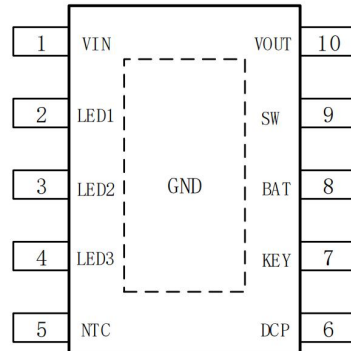 1 VIN VOUT 10
2 LED1 SW 9
3 LED2 GND BAT 8
4 LED3 KEY 7
5 NTC DCP 6